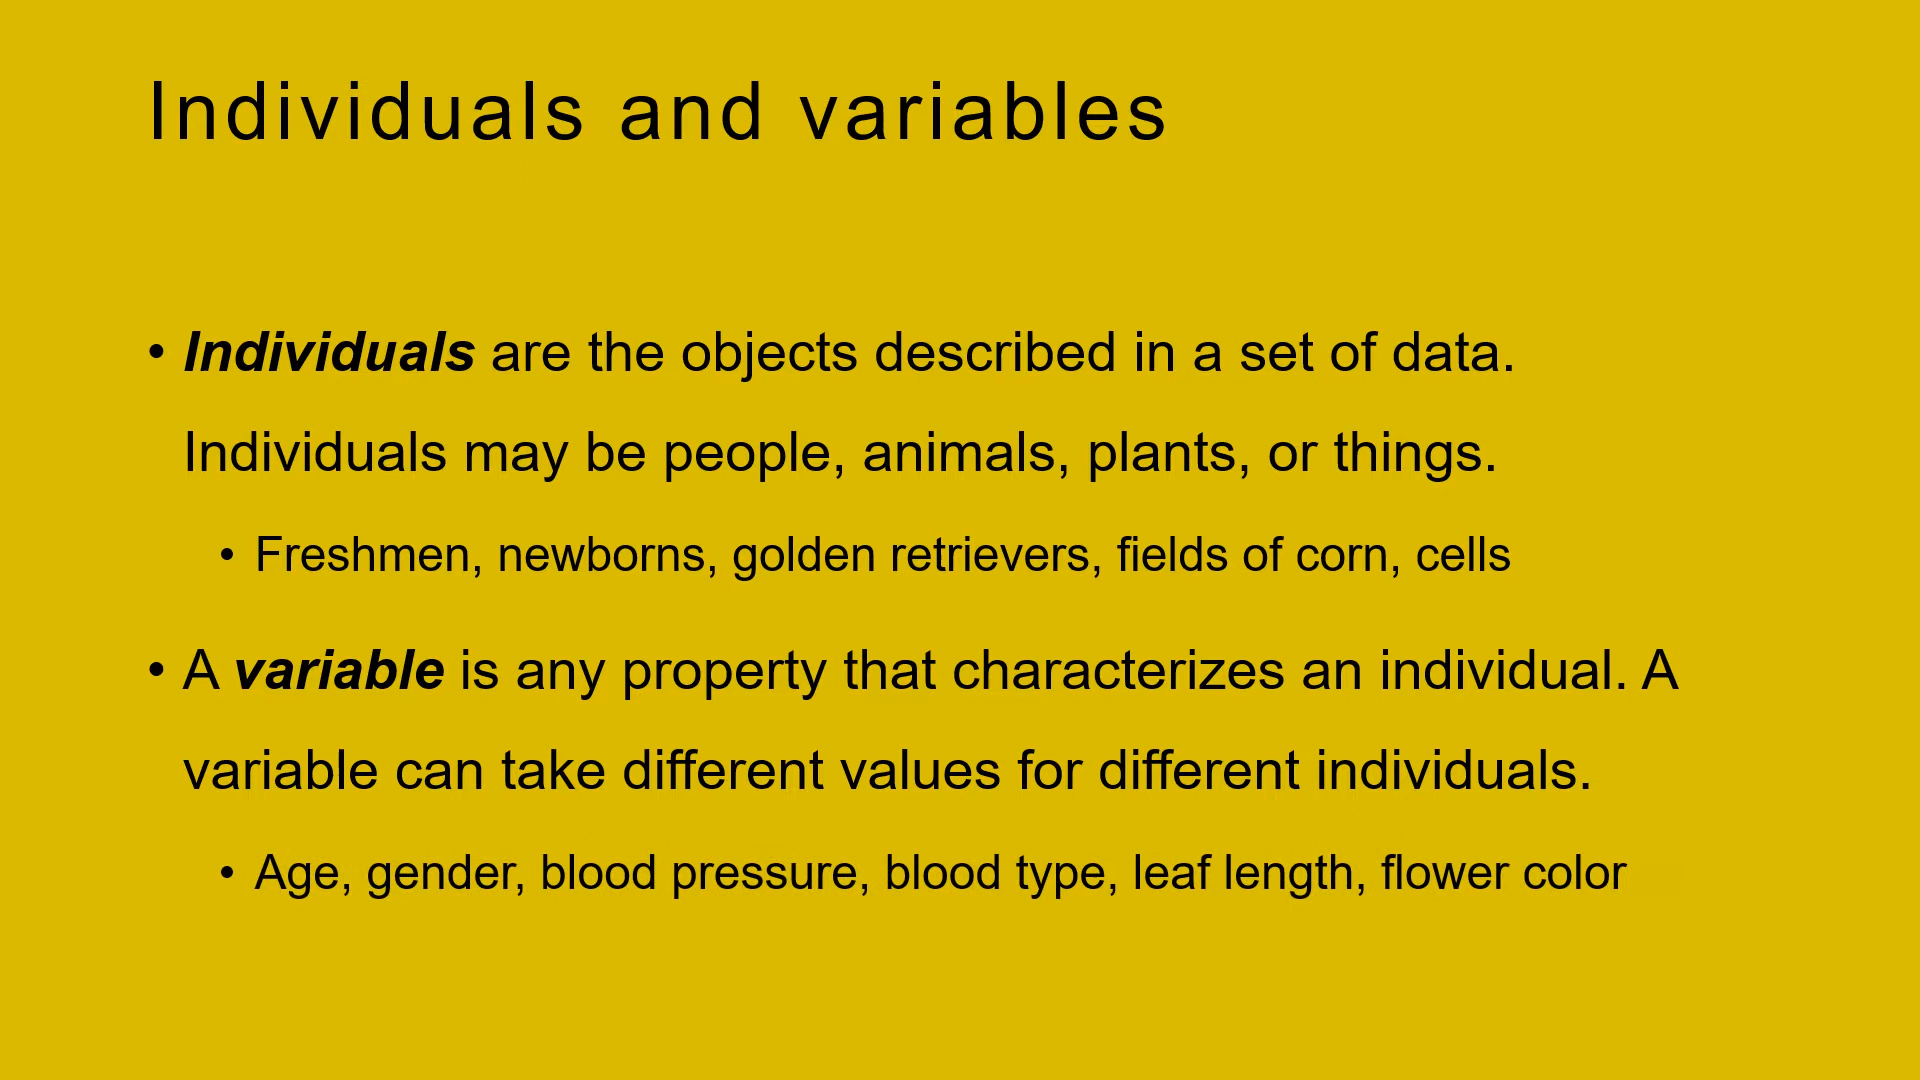 Individuals and variables
• Individuals are the objects described in a set of data.
Individuals may be people, animals, plants, or things.
• Freshmen, newborns, golden retrievers, fields of corn, cells
• A variable is any property that characterizes an individual. A
variable can take different values for different individuals.
• Age, gender, blood pressure, blood type, leaf length, flower color